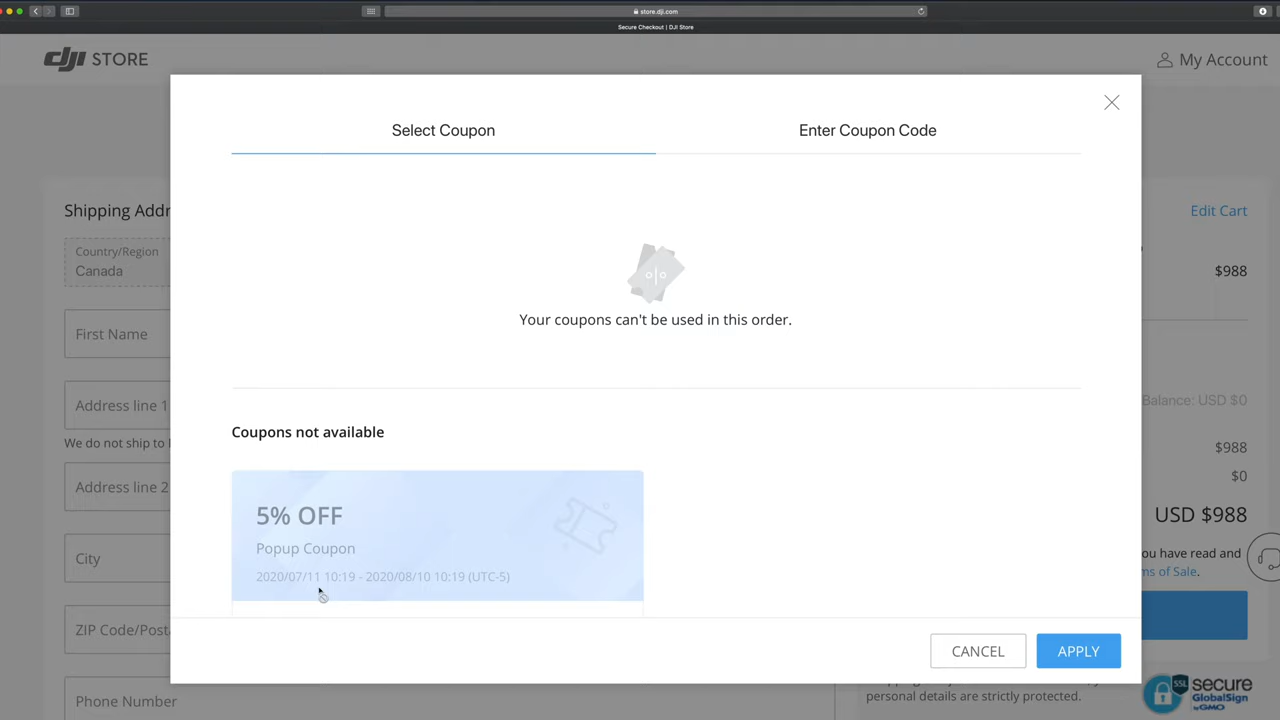 store.dji.com
Secure Checkout | DJI Store
dji STORE
My Account
Select Coupon
Enter Coupon Code
Shipping Addr
Edit Cart
Country/Region
Canada
$988
Your coupons can't be used in this order.
First Name
Address line 1
Balance: USD $0
Coupons not available
We do not ship to
$988
$0
Address line 2
5% OFF
USD $988
Popup Coupon
ou have read and
City
ms of Sale.
2020/07/11 10:19 - 2020/08/10 10:19 (UTC-5)
ZIP Code/Posta
CANCEL
APPLY
personal details are strictly protected.
SSL
secure
GlobalSign
by GMO
Phone Number